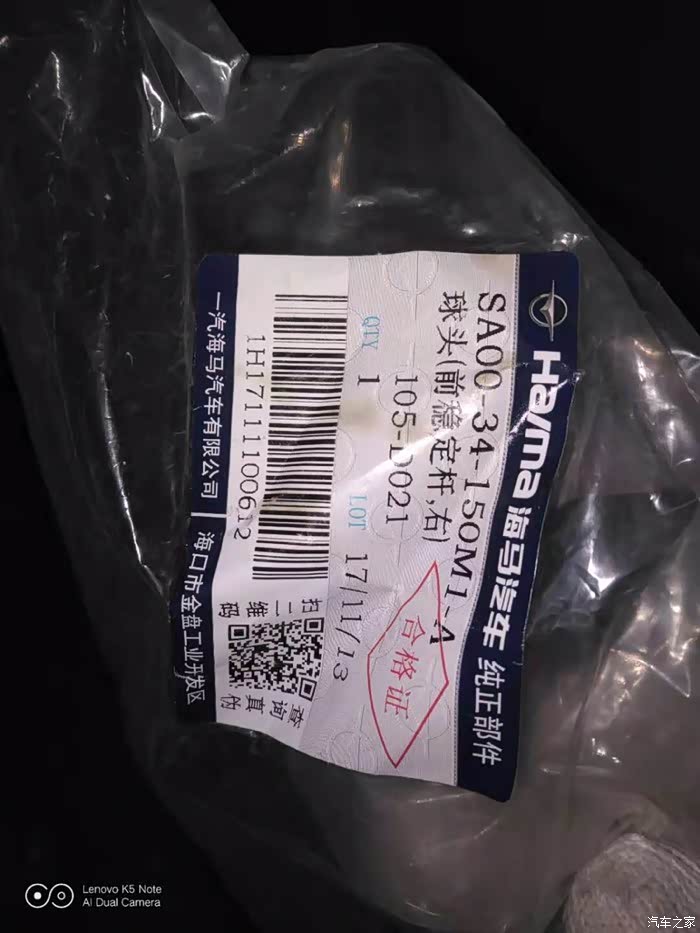 Haima 海马汽车 纯正部件
SA00-34-150M1-A
球头(前稳定杆,右)
105-D021
合格证
QTY 1 LOT 17/11/13
1H171111100612
扫二维码
查询真伪
一汽海马汽车有限公司 海口市金盘工业开发区
Lenovo K5 Note
AI Dual Camera
汽车之家